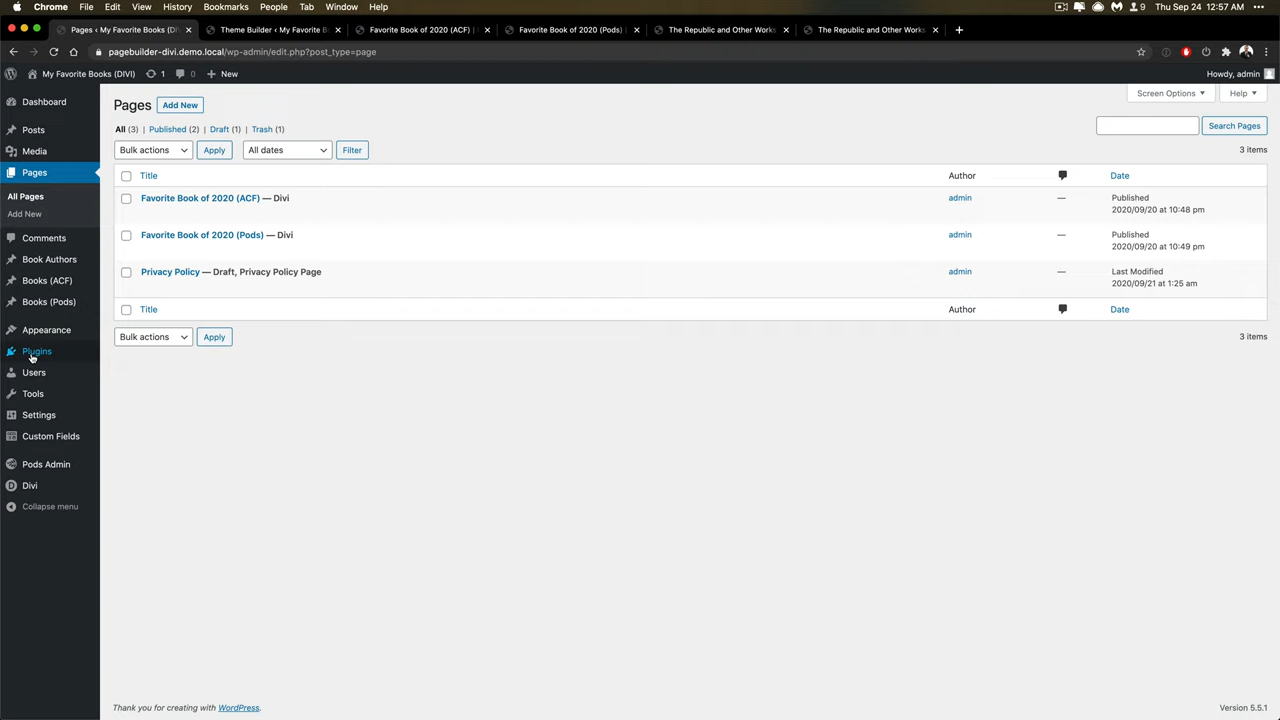 Chrome File Edit View History Bookmarks People Tab Window Help 9 Thu Sep 24 12:57 AM
Pages ‹ My Favorite Books (DIV Theme Builder ‹ My Favorite B Favorite Book of 2020 (ACF) | Favorite Book of 2020 (Pods) The Republic and Other Works The Republic and Other Works
pagebuilder-divi.demo.local/wp-admin/edit.php?post_type=page
My Favorite Books (DIVI) 1 0 New Howdy, admin
Dashboard
Posts
Media
Pages
All Pages
Add New
Comments
Book Authors
Books (ACF)
Books (Pods)
Appearance
Plugins
Users
Tools
Settings
Custom Fields
Pods Admin
Divi
Collapse menu
Screen Options Help
Pages Add New
All (3) | Published (2) | Draft (1) | Trash (1)
Search Pages
Bulk actions Apply All dates Filter 3 items
Title Author Date
Favorite Book of 2020 (ACF) — Divi admin — Published
2020/09/20 at 10:48 pm
Favorite Book of 2020 (Pods) — Divi admin — Published
2020/09/20 at 10:49 pm
Privacy Policy — Draft, Privacy Policy Page admin — Last Modified
2020/09/21 at 1:25 am
Title Author Date
Bulk actions Apply 3 items
Thank you for creating with WordPress. Version 5.5.1